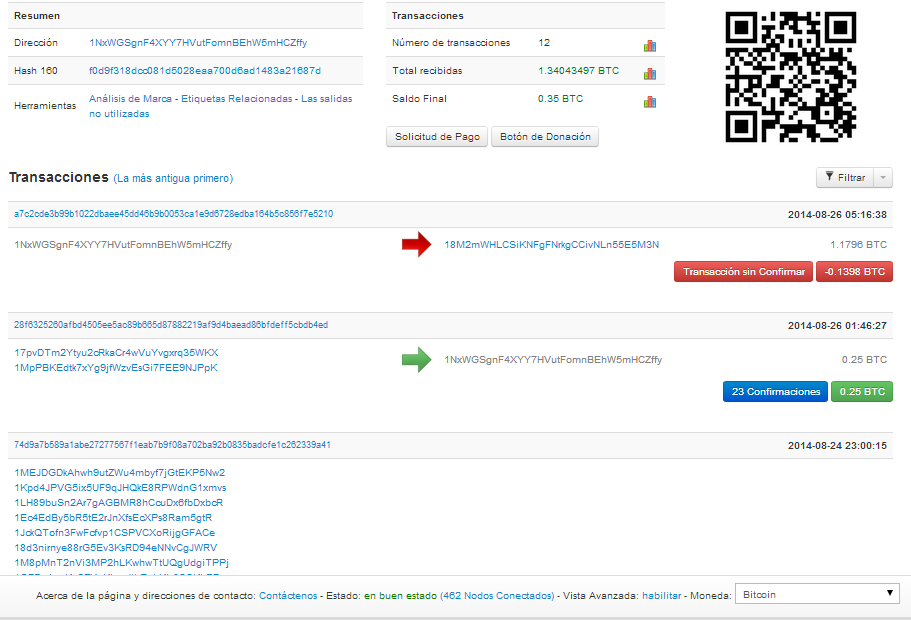 Resumen
Dirección 1NxWGSgnF4XYY7HVutFomnBEhW5mHCZffy
Hash 160 f0d9f318dcc081d5028eaa700d6ad1483a21687d
Herramientas Análisis de Marca - Etiquetas Relacionadas - Las salidas
no utilizadas
Transacciones
Número de transacciones 12
Total recibidas 1.34043497 BTC
Saldo Final 0.35 BTC
Solicitud de Pago Botón de Donación
Transacciones (La más antigua primero)
Filtrar
a7c2cde3b99b1022dbaee45dd46b9b0053ca1e9d6728edba164b5c856f7e5210 2014-08-26 05:16:38
1NxWGSgnF4XYY7HVutFomnBEhW5mHCZffy 18M2mWHLCSiKNFgFNrkgCCivNLn55E5M3N 1.1796 BTC
Transacción sin Confirmar -0.1398 BTC
28f6325260afbd4505ee5ac89b665d87882219af9d4baead86bfdeff5cbdb4ed 2014-08-26 01:46:27
17pvDTm2Ytyu2cRkaCr4wVuYvgxrq35WKX 1NxWGSgnF4XYY7HVutFomnBEhW5mHCZffy 0.25 BTC
1MpPBKEdtk7xYg9jfWzvEsGi7FEE9NJPpK
23 Confirmaciones 0.25 BTC
74d9a7b589a1abe27277567f1eab7b9f08a702ba92b0835badcfe1c262339a41 2014-08-24 23:00:15
1MEJDGDkAhwh9utZWu4mbyf7jGtEKP5Nw2
1Kpd4JPVG5ix5UF9qJHQkE8RPWdnG1xmvs
1LH89buSn2Ar7gAGBMR8hCcuDx6fbDxbcR
1Ec4EdBy5bR5tE2rJnXfsEcXPs8Ram5gtR
1JckQTofn3FwFcfvp1CSPVCXoRijgGFACe
18d3nirnye88rG5Ev3KsRD94eNNvCgJWRV
1M8pMnT2nVi3MP2hLKwhwTtUQgUdgiTPPj
Acerca de la página y direcciones de contacto: Contáctenos - Estado: en buen estado (462 Nodos Conectados) - Vista Avanzada: habilitar - Moneda: Bitcoin